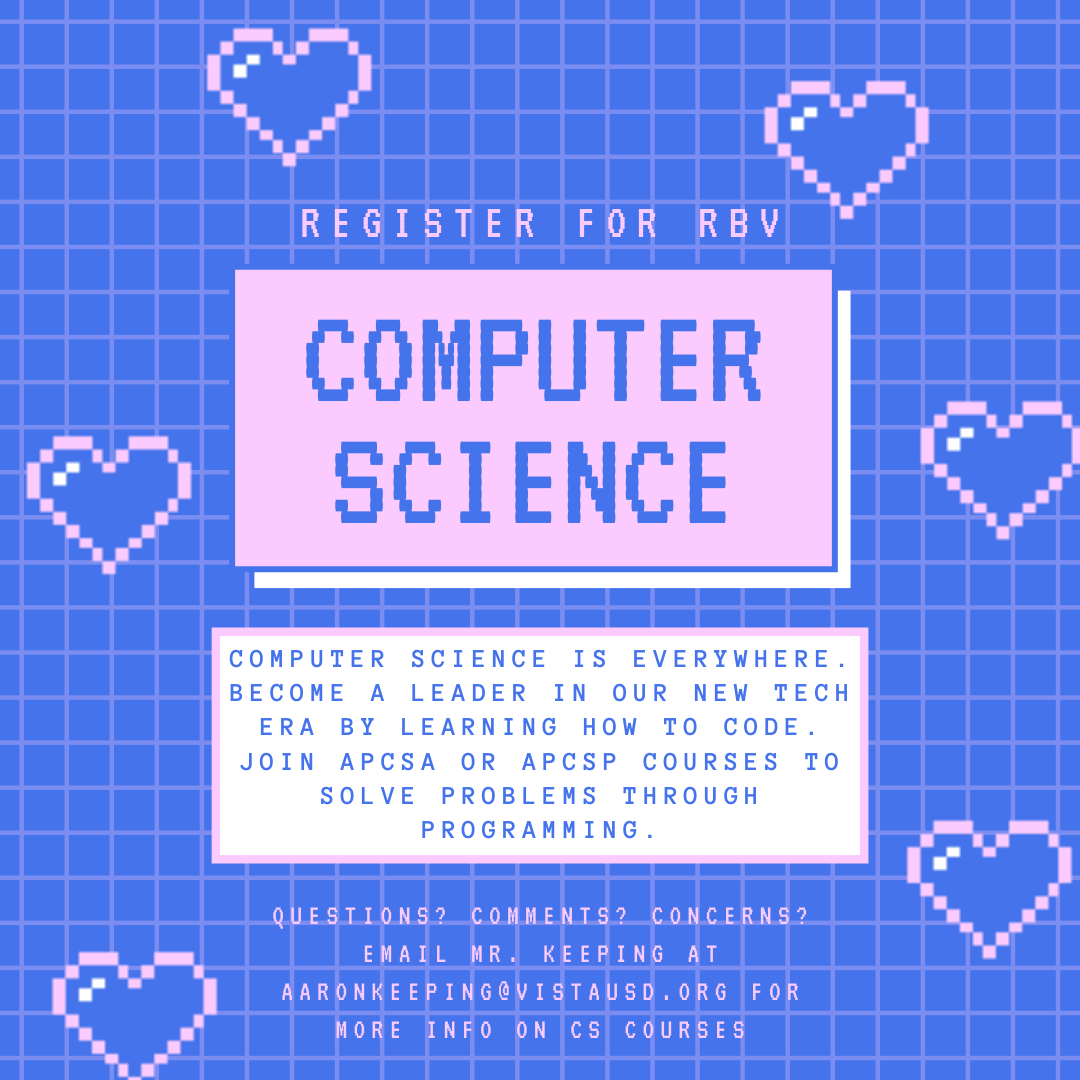 REGISTER FOR RBV
COMPUTER
SCIENCE
COMPUTER SCIENCE IS EVERYWHERE.
BECOME A LEADER IN OUR NEW TECH
ERA BY LEARNING HOW TO CODE.
JOIN APCSA OR APCSP COURSES TO
SOLVE PROBLEMS THROUGH
PROGRAMMING.
QUESTIONS? COMMENTS? CONCERNS?
EMAIL MR. KEEPING AT
AARONKEEPING@VISTAUSD.ORG FOR
MORE INFO ON CS COURSES